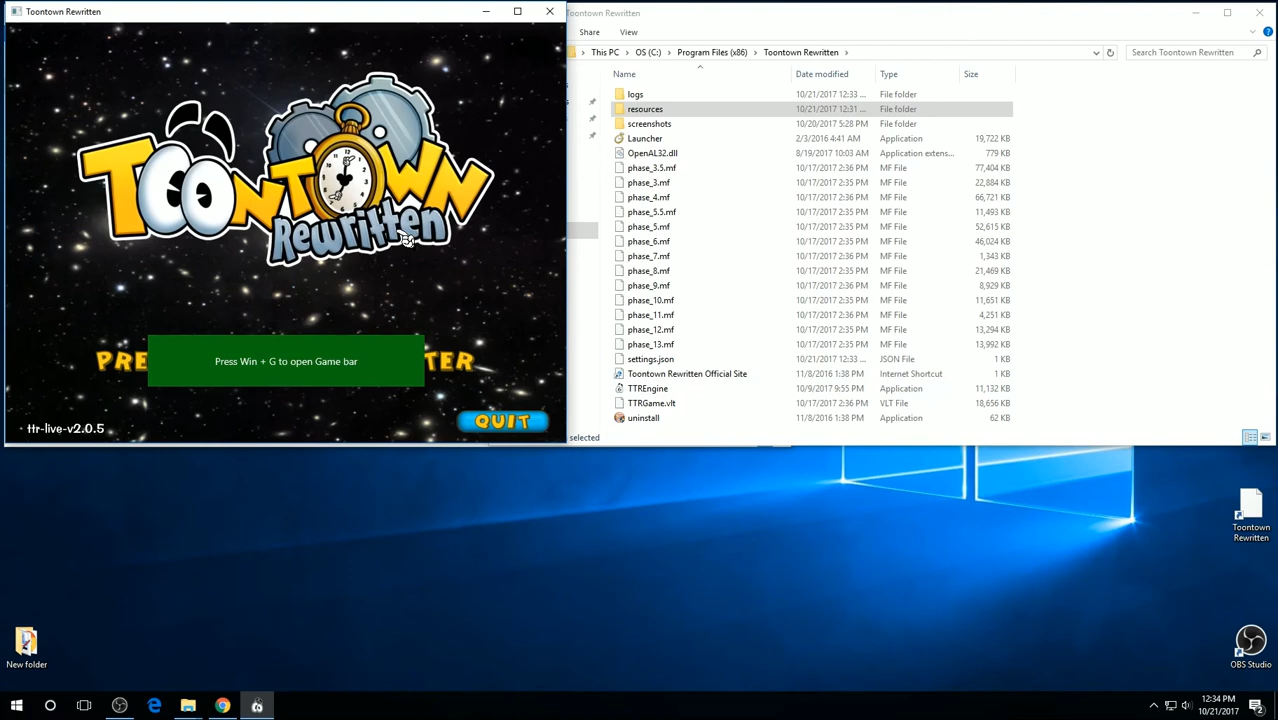 Toontown Rewritten
TOONTOWN
Rewritten
PRE
TER
Press Win + G to open Game bar
ttr-live-v2.0.5
QUIT
Toontown Rewritten
Share View
This PC > OS (C:) > Program Files (x86) > Toontown Rewritten >
Search Toontown Rewritten
Name Date modified Type Size
logs 10/21/2017 12:33 ... File folder
resources 10/21/2017 12:31 ... File folder
screenshots 10/20/2017 5:28 PM File folder
Launcher 2/3/2016 4:41 AM Application 19,722 KB
OpenAL32.dll 8/19/2017 10:03 AM Application extens... 779 KB
phase_3.5.mf 10/17/2017 2:36 PM MF File 77,404 KB
phase_3.mf 10/17/2017 2:36 PM MF File 22,884 KB
phase_4.mf 10/17/2017 2:36 PM MF File 66,721 KB
phase_5.5.mf 10/17/2017 2:36 PM MF File 11,493 KB
phase_5.mf 10/17/2017 2:35 PM MF File 52,615 KB
phase_6.mf 10/17/2017 2:36 PM MF File 46,024 KB
phase_7.mf 10/17/2017 2:36 PM MF File 1,343 KB
phase_8.mf 10/17/2017 2:35 PM MF File 21,469 KB
phase_9.mf 10/17/2017 2:36 PM MF File 8,929 KB
phase_10.mf 10/17/2017 2:35 PM MF File 11,651 KB
phase_11.mf 10/17/2017 2:36 PM MF File 4,251 KB
phase_12.mf 10/17/2017 2:35 PM MF File 13,294 KB
phase_13.mf 10/17/2017 2:35 PM MF File 13,992 KB
settings.json 10/21/2017 12:33 ... JSON File 1 KB
Toontown Rewritten Official Site 11/8/2016 1:38 PM Internet Shortcut 1 KB
TTREngine 10/9/2017 9:55 PM Application 11,132 KB
TTRGame.vlt 10/17/2017 2:36 PM VLT File 18,656 KB
uninstall 11/8/2016 1:38 PM Application 62 KB
selected
Toontown
Rewritten
New folder
OBS Studio
12:34 PM
10/21/2017
2